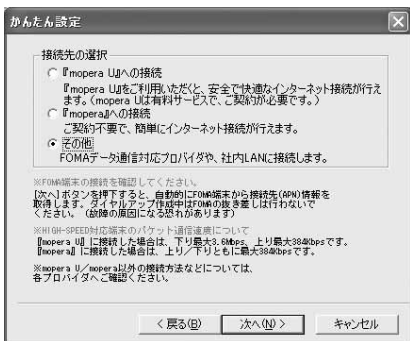 かんたん設定
接続先の選択
『mopera U』への接続
『mopera U』をご利用いただくと、安全で快適なインターネット接続が行え
ます。(mopera Uは有料サービスで、ご契約が必要です。)
『mopera』への接続
ご契約不要で、簡単にインターネット接続が行えます。
その他
FOMAデータ通信対応プロバイダや、社内LANに接続します。
※FOMA端末の接続を確認してください。
[次へ]ボタンを押下すると、自動的にFOMA端末から接続先(APN)情報を
取得します。ダイヤルアップ作成中はFOMAの抜き差しは行わないで
ください。(故障の原因になる恐れがあります)
※HIGH-SPEED対応端末のパケット通信速度について
『mopera U』に接続した場合は、下り最大3.6Mbps、上り最大384kbpsです。
『mopera』に接続した場合は、上り/下りともに最大384kbpsです。
※mopera U/mopera以外の接続方法などについては、
各プロバイダへご確認ください。
< 戻る(B)
次へ(N) >
キャンセル